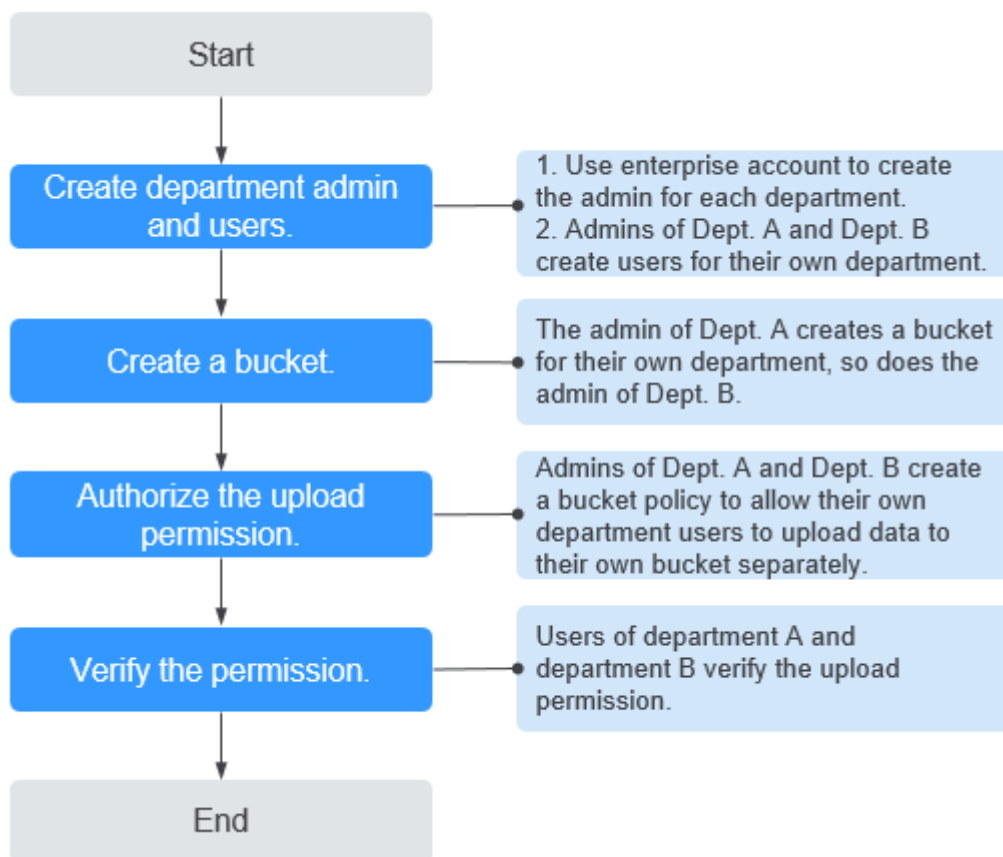 Start
Create department admin
and users.
1. Use enterprise account to create
the admin for each department.
2. Admins of Dept. A and Dept. B
create users for their own department.
Create a bucket.
The admin of Dept. A creates a bucket
for their own department, so does the
admin of Dept. B.
Authorize the upload
permission.
Admins of Dept. A and Dept. B create
a bucket policy to allow their own
department users to upload data to
their own bucket separately.
Verify the permission.
Users of department A and
department B verify the upload
permission.
End